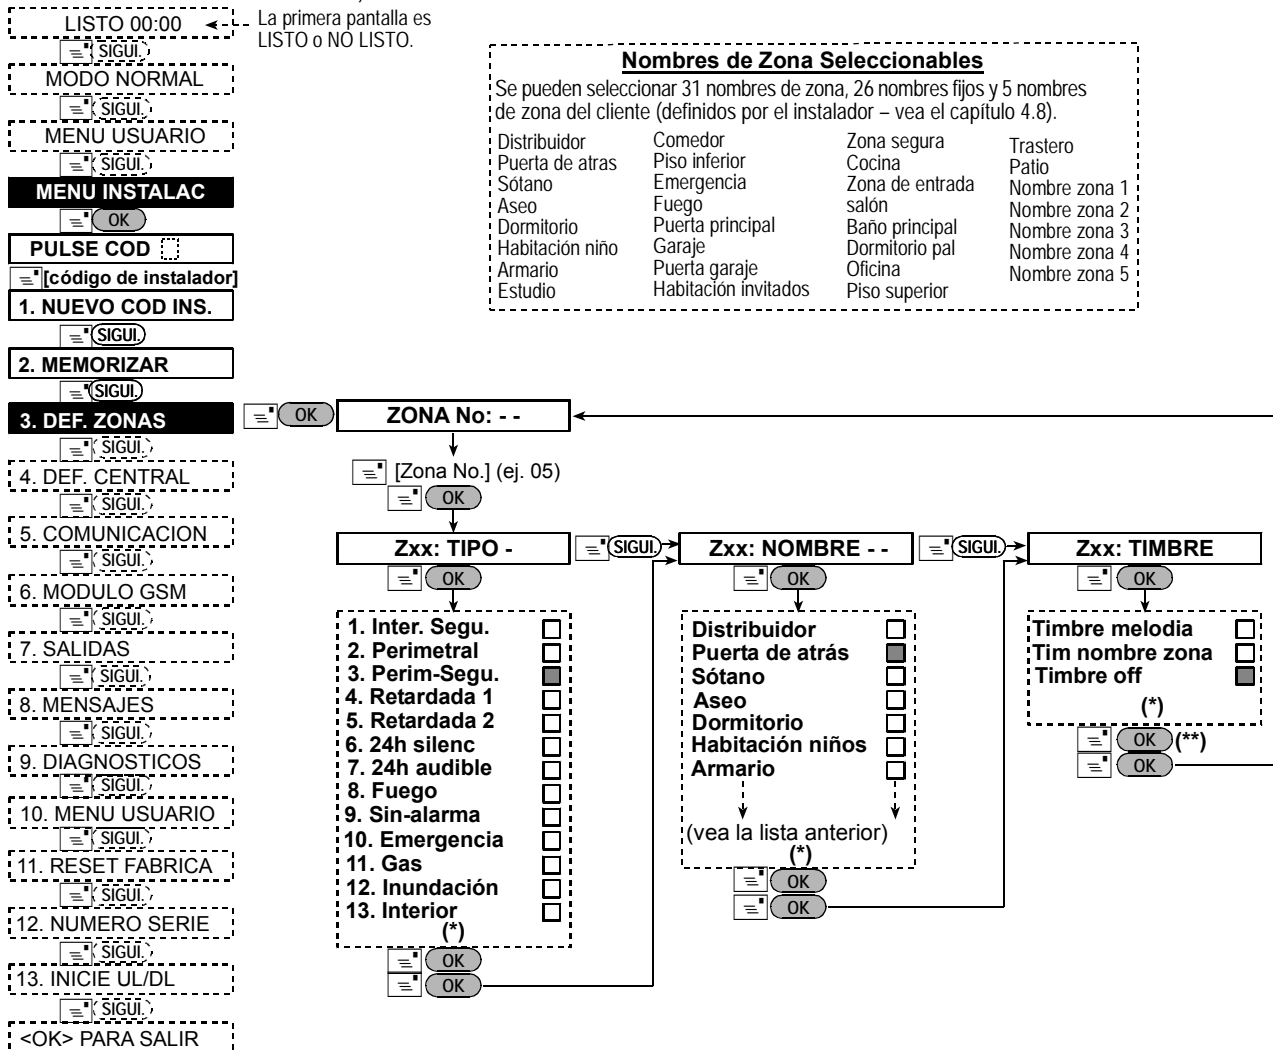 LISTO 00:00
La primera pantalla es
LISTO o NO LISTO.
SIGUI.
MODO NORMAL
SIGUI.
MENU USUARIO
SIGUI.
MENU INSTALAC
OK
PULSE COD
[código de instalador]
1. NUEVO COD INS.
SIGUI.
2. MEMORIZAR
SIGUI.
3. DEF. ZONAS
SIGUI.
4. DEF. CENTRAL
SIGUI.
5. COMUNICACION
SIGUI.
6. MODULO GSM
SIGUI.
7. SALIDAS
SIGUI.
8. MENSAJES
SIGUI.
9. DIAGNOSTICOS
SIGUI.
10. MENU USUARIO
SIGUI.
11. RESET FABRICA
SIGUI.
12. NUMERO SERIE
SIGUI.
13. INICIE UL/DL
SIGUI.
<OK> PARA SALIR
Nombres de Zona Seleccionables
Se pueden seleccionar 31 nombres de zona, 26 nombres fijos y 5 nombres
de zona del cliente (definidos por el instalador – vea el capítulo 4.8).
Distribuidor
Puerta de atras
Sótano
Aseo
Dormitorio
Habitación niño
Armario
Estudio
Comedor
Piso inferior
Emergencia
Fuego
Puerta principal
Garaje
Puerta garaje
Habitación invitados
Zona segura
Cocina
Zona de entrada
salón
Baño principal
Dormitorio pal
Oficina
Piso superior
Trastero
Patio
Nombre zona 1
Nombre zona 2
Nombre zona 3
Nombre zona 4
Nombre zona 5
OK
ZONA No: - -
[Zona No.] (ej. 05)
OK
Zxx: TIPO -
OK
1. Inter. Segu.
2. Perimetral
3. Perim-Segu.
4. Retardada 1
5. Retardada 2
6. 24h silenc
7. 24h audible
8. Fuego
9. Sin-alarma
10. Emergencia
11. Gas
12. Inundación
13. Interior
(*)
OK
OK
SIGUI.
Zxx: NOMBRE - -
OK
Distribuidor
Puerta de atrás
Sótano
Aseo
Dormitorio
Habitación niños
Armario
(vea la lista anterior)
(*)
OK
OK
SIGUI.
Zxx: TIMBRE
OK
Timbre melodia
Tim nombre zona
Timbre off
(*)
OK (**)
OK